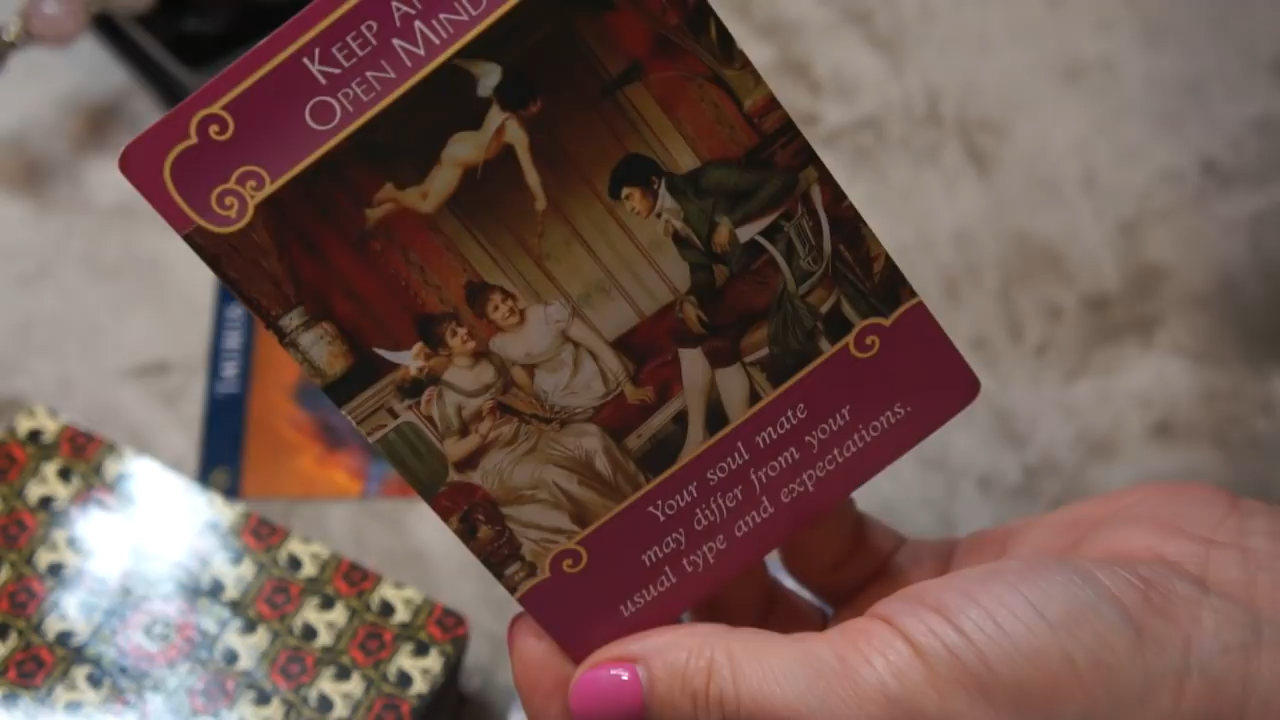 KEEP AN
OPEN MIND
Your soul mate
may differ from your
usual type and expectations.